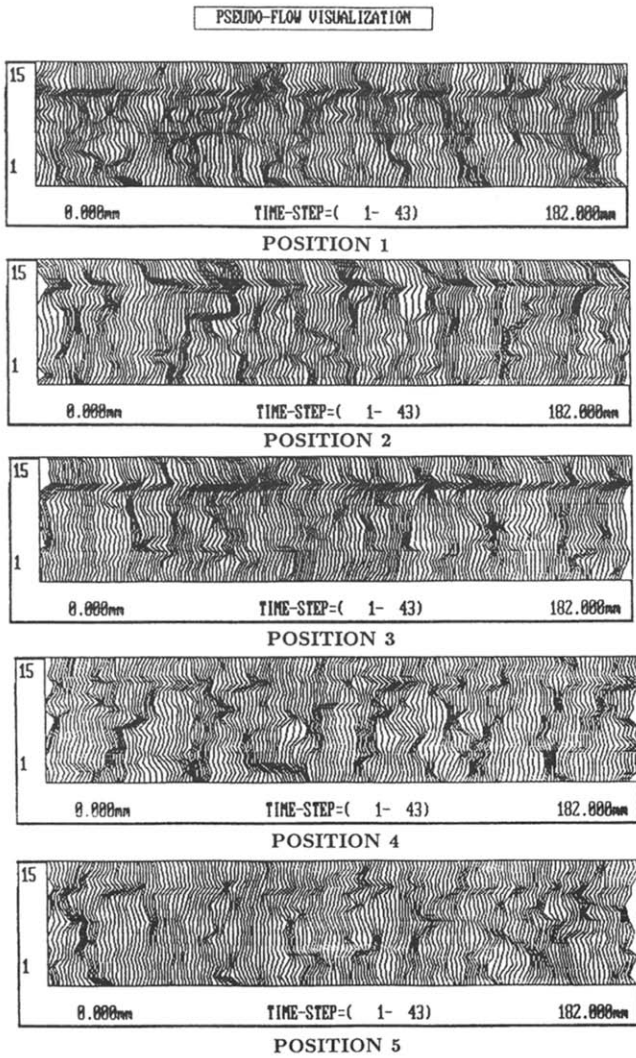 PSEUDO-FLOW VISUALIZATION
15
1
0.000mm TIME-STEP=( 1- 43) 182.000mm
POSITION 1
15
1
0.000mm TIME-STEP=( 1- 43) 182.000mm
POSITION 2
15
1
0.000mm TIME-STEP=( 1- 43) 182.000mm
POSITION 3
15
1
0.000mm TIME-STEP=( 1- 43) 182.000mm
POSITION 4
15
1
0.000mm TIME-STEP=( 1- 43) 182.000mm
POSITION 5